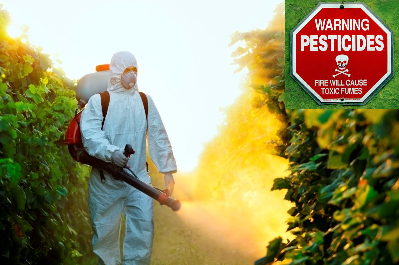 WARNING
PESTICIDES
FIRE WILL CAUSE
TOXIC FUMES